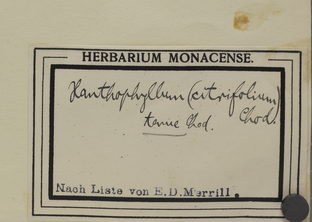 HERBARIUM MONACENSE.
Xanthophyllum (citrifolium)
Chod.
tenue Chod.
Nach Liste von E.D.Merrill.